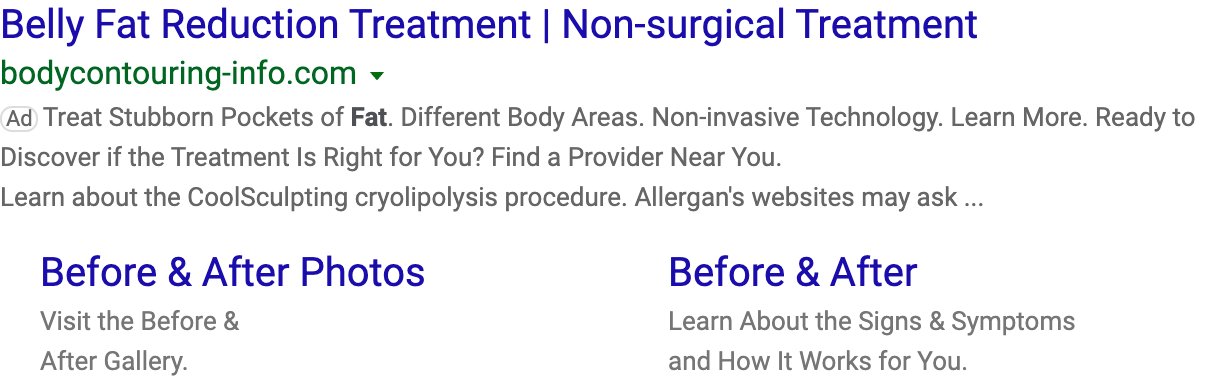 Belly Fat Reduction Treatment | Non-surgical Treatment
bodycontouring-info.com
Ad Treat Stubborn Pockets of Fat. Different Body Areas. Non-invasive Technology. Learn More. Ready to
Discover if the Treatment Is Right for You? Find a Provider Near You.
Learn about the CoolSculpting cryolipolysis procedure. Allergan's websites may ask ...
Before & After Photos
Visit the Before &
After Gallery.
Before & After
Learn About the Signs & Symptoms
and How It Works for You.